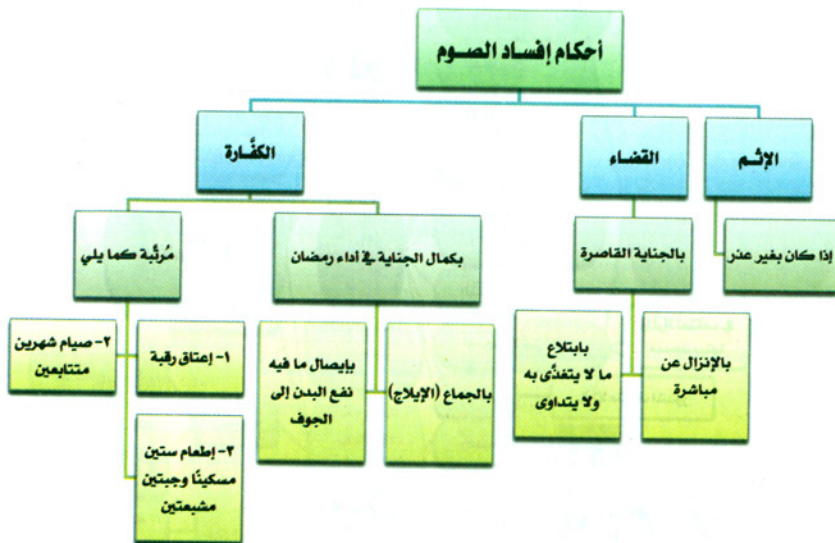 أحكام إفساد الصوم
الإثم
القضاء
الكفَّارة
إذا كان بغير عذر
بالجناية القاصرة
بكمال الجناية في أداء رمضان
مُرتَّبة كما يلي
بالإنزال عن
مباشرة
بابتلاع
ما لا يتغذَّى به
ولا يتداوى
بالجماع (الإيلاج)
بإيصال ما فيه
نفع البدن إلى
الجوف
١- إعتاق رقبة
٢- صيام شهرين
متتابعين
٣- إطعام ستين
مسكينًا وجبتين
مشبعتين